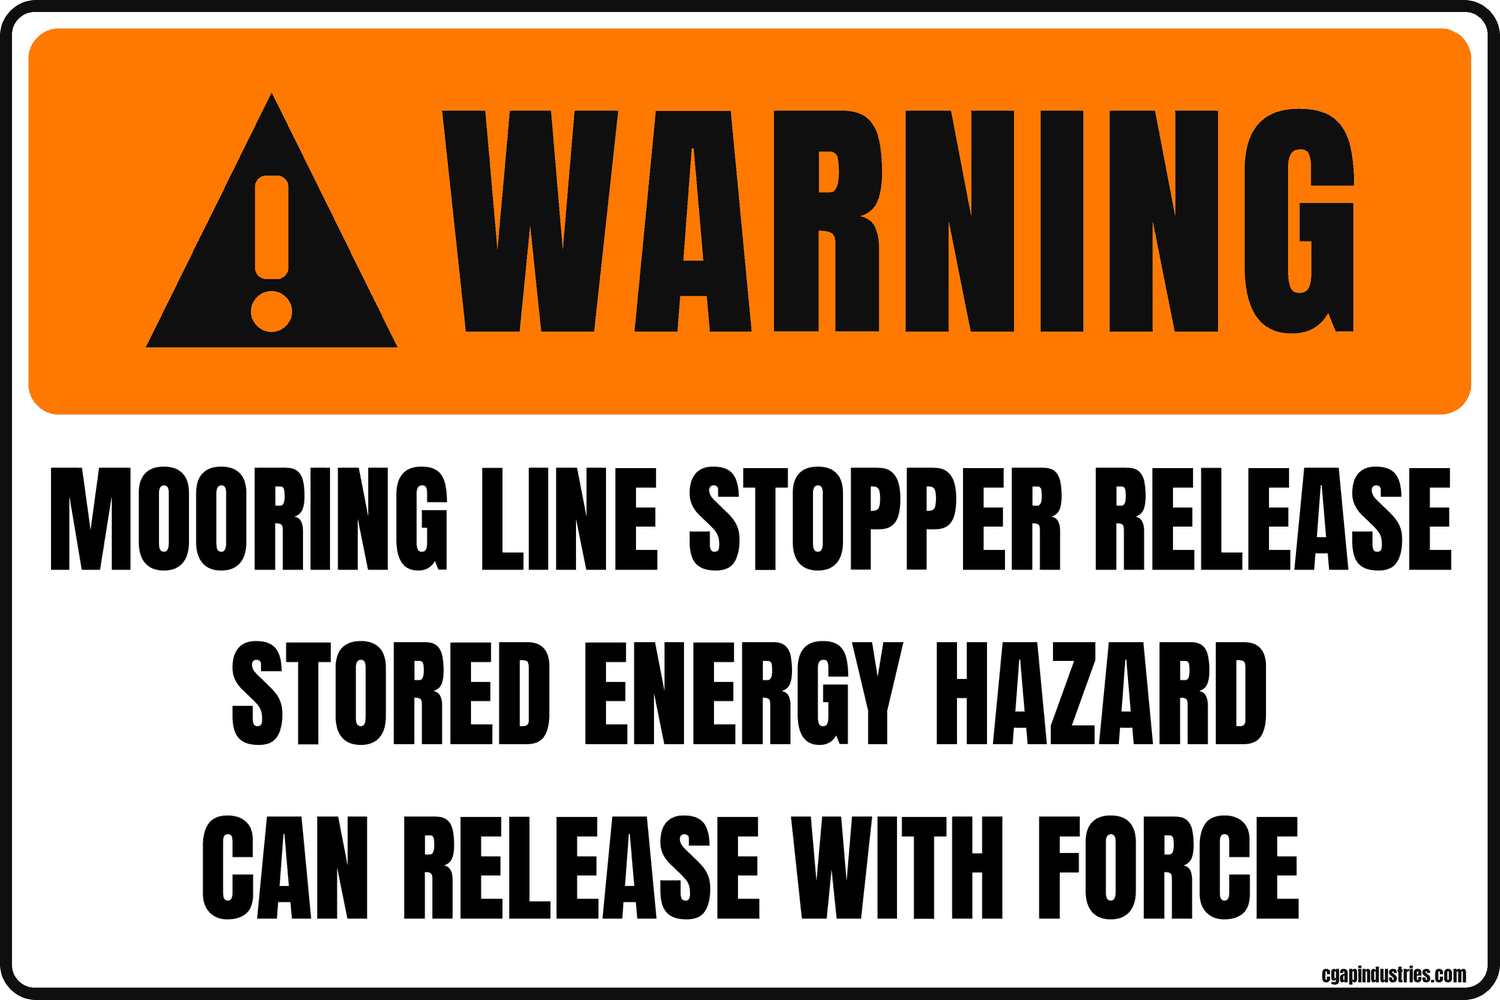 WARNING
MOORING LINE STOPPER RELEASE
STORED ENERGY HAZARD
CAN RELEASE WITH FORCE
cgapindustries.com